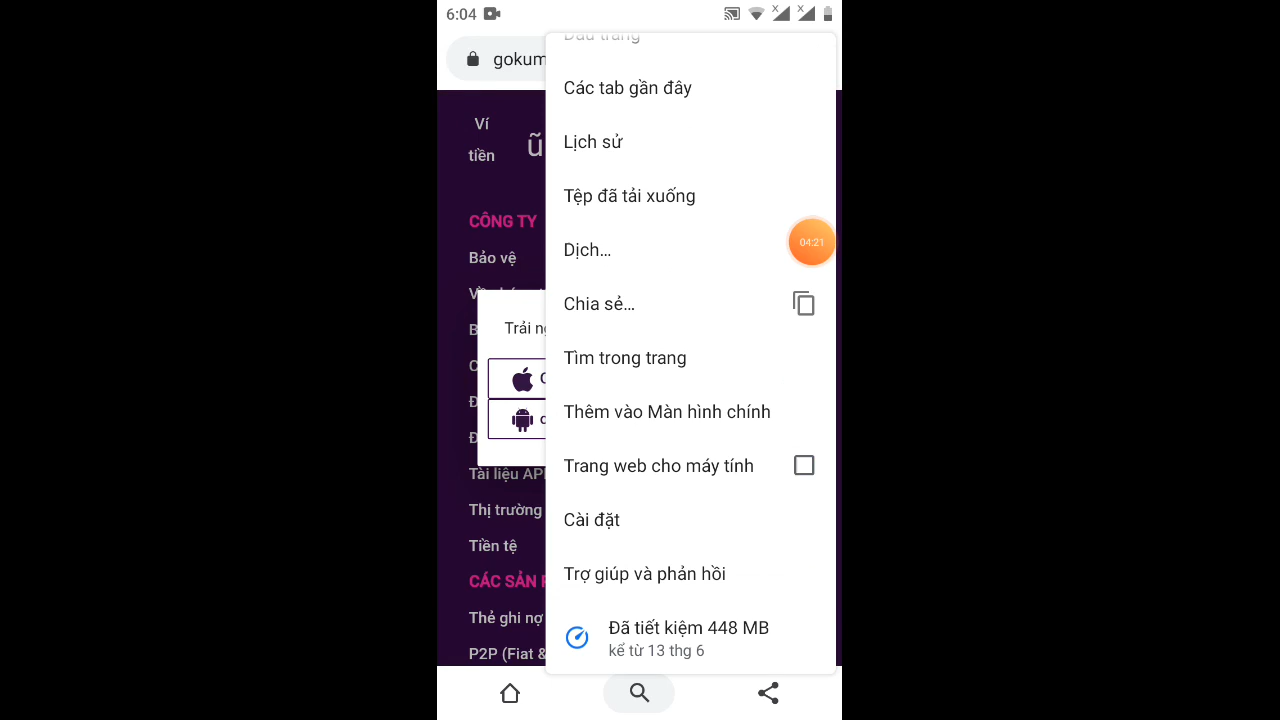 6:04
gokum
Dấu trang
Các tab gần đây
Lịch sử
Tệp đã tải xuống
Dịch...
Chia sẻ...
Tìm trong trang
Thêm vào Màn hình chính
Trang web cho máy tính
Cài đặt
Trợ giúp và phản hồi
Đã tiết kiệm 448 MB
kể từ 13 thg 6
04:21
Ví
tiền
ũ
CÔNG TY
Bảo vệ
B
C
Đ
Đ
Tài liệu API
Thị trường
Tiền tệ
CÁC SẢN
Thẻ ghi nợ
P2P (Fiat &
Trải